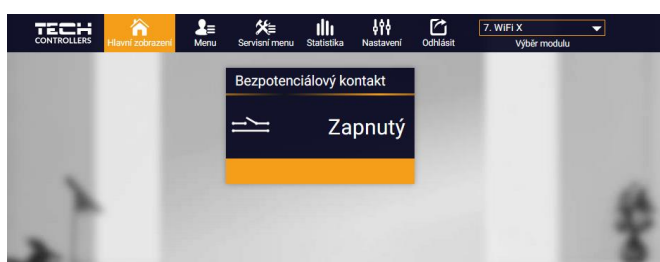 TECH
CONTROLLERS
Hlavní zobrazení
Menu
Servisní menu
Statistika
Nastavení
Odhlásit
7. WiFi X
Výběr modulu
Bezpotenciálový kontakt
Zapnutý